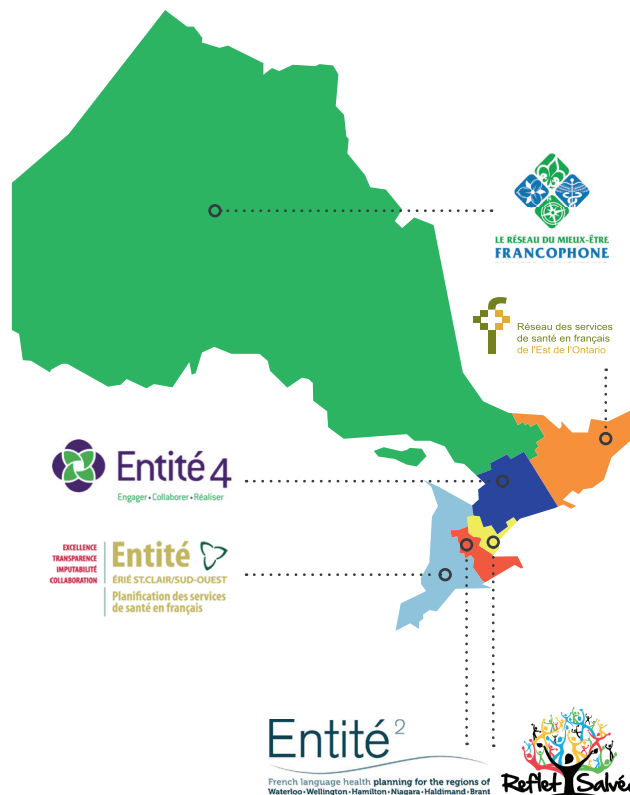 LE RÉSEAU DU MIEUX-ÊTRE
FRANCOPHONE
Réseau des services
de santé en français
de l'Est de l'Ontario
Entité 4
Engager • Collaborer • Réaliser
EXCELLENCE
TRANSPARENCE
IMPUTABILITÉ
COLLABORATION
Entité
ÉRIÉ ST.CLAIR/SUD-OUEST
Planification des services
de santé en français
Entité 2
French language health planning for the regions of
Waterloo • Wellington • Hamilton • Niagara • Haldimand • Brant
Reflet Salvéo